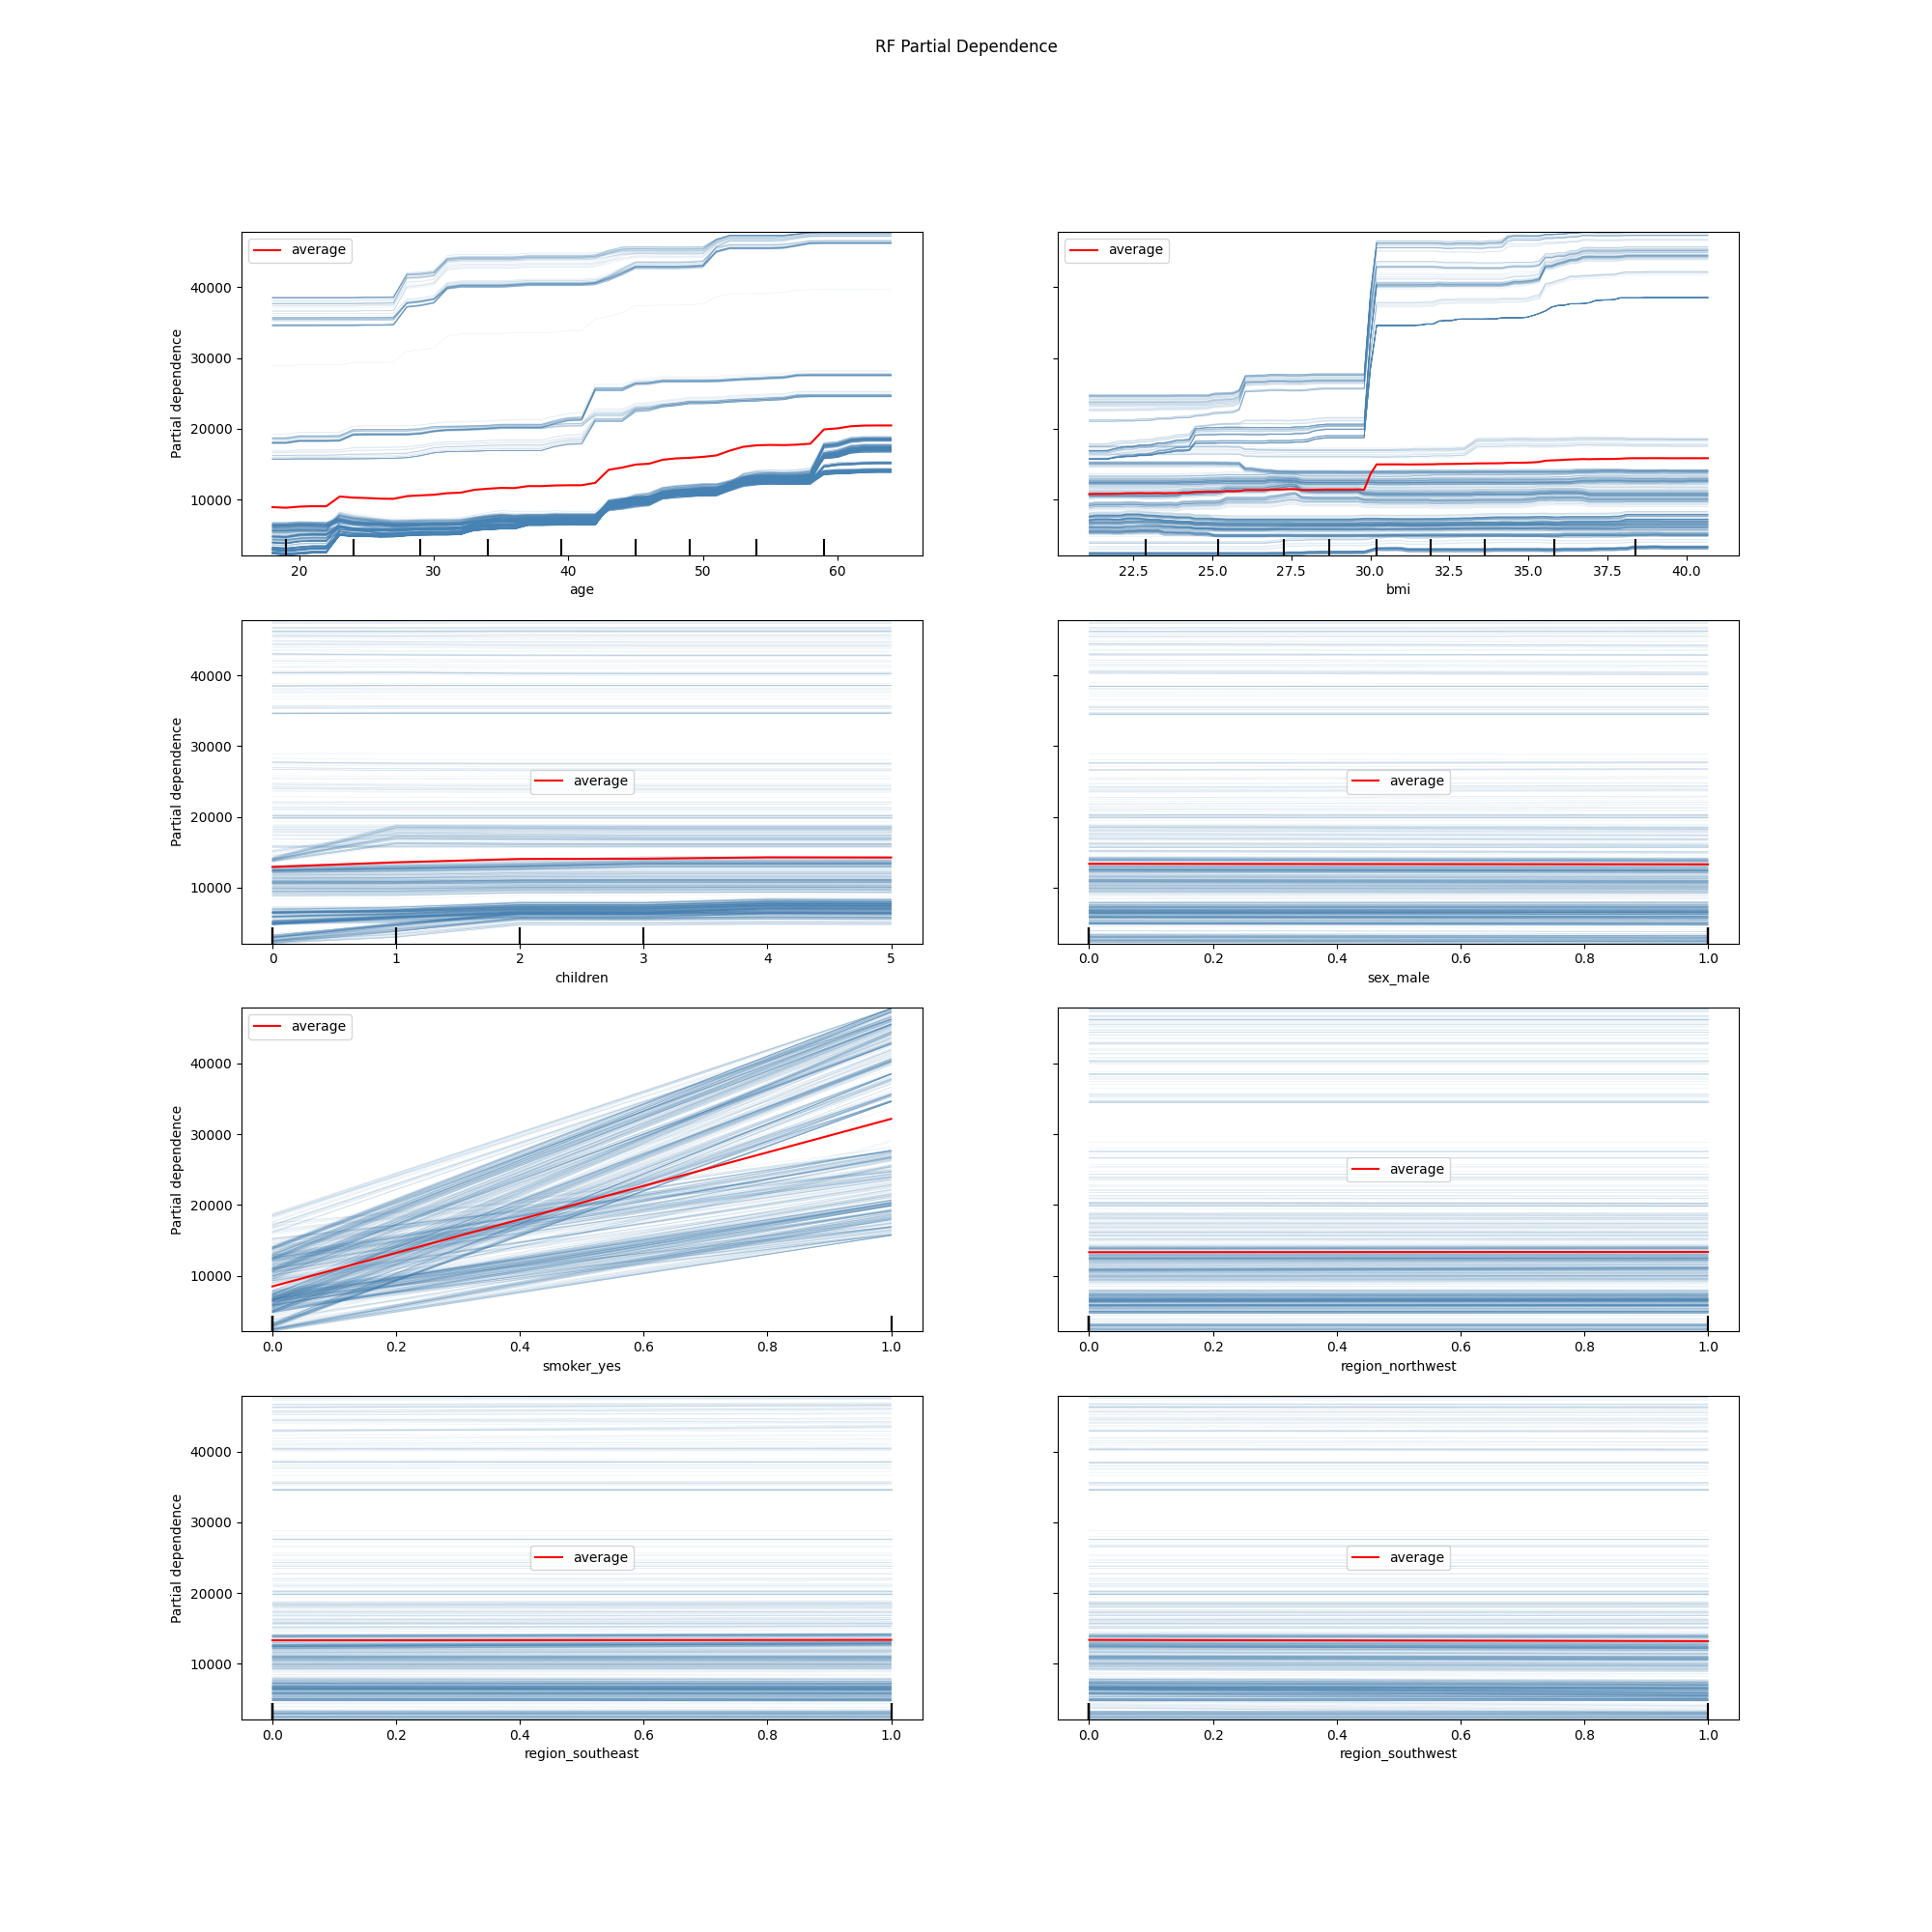 RF Partial Dependence
average
average
Partial dependence
40000
30000
20000
10000
20 30 40 50 60
22.5 25.0 27.5 30.0 32.5 35.0 37.5 40.0
age
bmi
Partial dependence
40000
30000
20000
10000
average
average
0 1 2 3 4 5
0.0 0.2 0.4 0.6 0.8 1.0
children
sex_male
average
Partial dependence
40000
30000
20000
10000
average
0.0 0.2 0.4 0.6 0.8 1.0
0.0 0.2 0.4 0.6 0.8 1.0
smoker_yes
region_northwest
Partial dependence
40000
30000
20000
10000
average
average
0.0 0.2 0.4 0.6 0.8 1.0
0.0 0.2 0.4 0.6 0.8 1.0
region_southeast
region_southwest